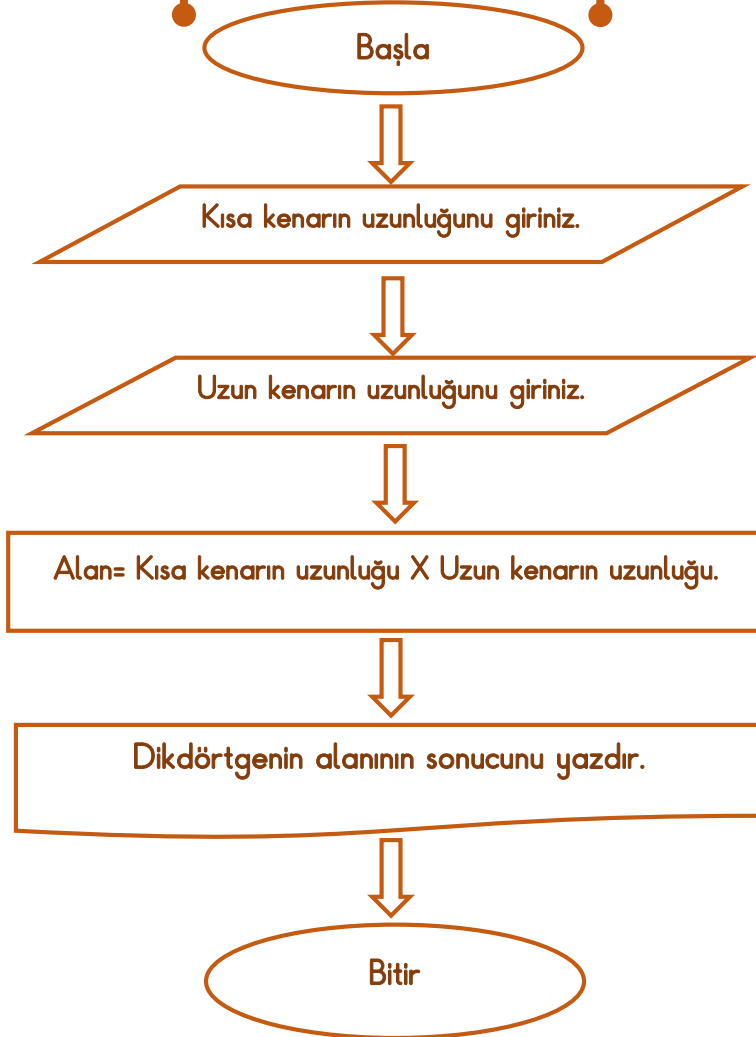 Başla
Kısa kenarın uzunluğunu giriniz.
Uzun kenarın uzunluğunu giriniz.
Alan= Kısa kenarın uzunluğu X Uzun kenarın uzunluğu.
Dikdörtgenin alanının sonucunu yazdır.
Bitir